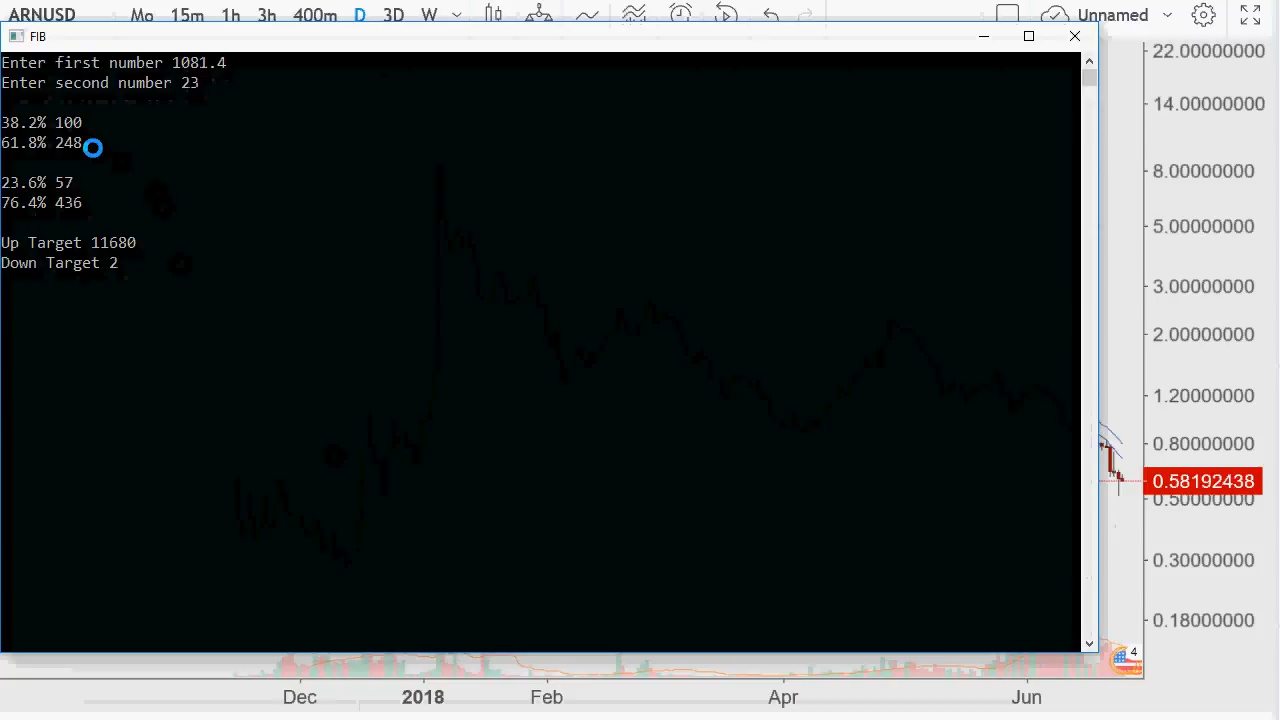 ARNUSD Mo 15m 1h 3h 400m D 3D W Unnamed
FIB
Enter first number 1081.4
Enter second number 23
38.2% 100
61.8% 248
23.6% 57
76.4% 436
Up Target 11680
Down Target 2
22.00000000
14.00000000
8.00000000
5.00000000
3.00000000
2.00000000
1.20000000
0.80000000
0.58192438
0.50000000
0.30000000
0.18000000
4
Dec 2018 Feb Apr Jun